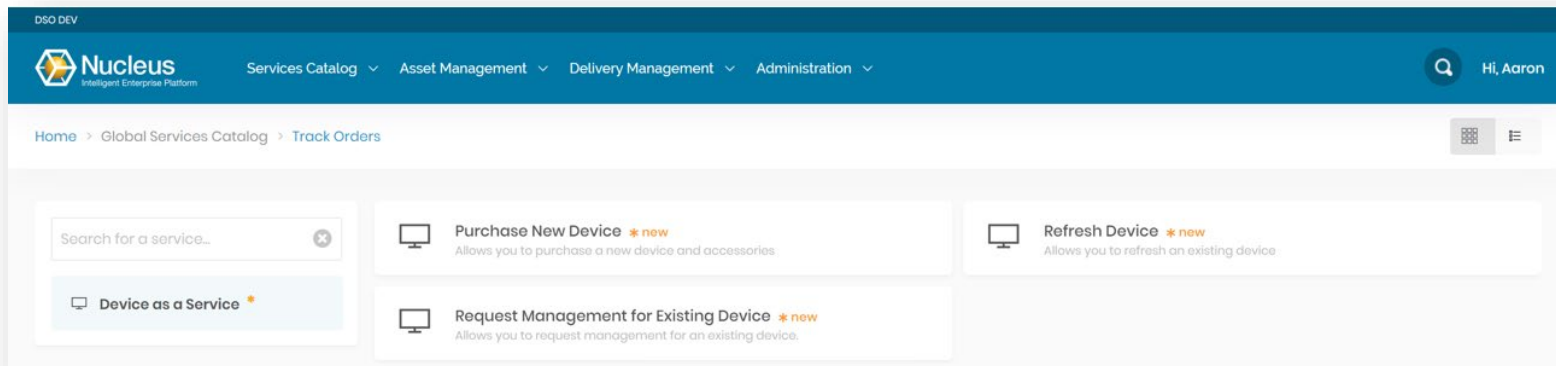 DSO DEV
Nucleus
Intelligent Enterprise Platform
Services Catalog Asset Management Delivery Management Administration
Hi, Aaron
Home > Global Services Catalog > Track Orders
Search for a service...
Device as a Service *
Purchase New Device * new
Allows you to purchase a new device and accessories
Refresh Device * new
Allows you to refresh an existing device
Request Management for Existing Device * new
Allows you to request management for an existing device.